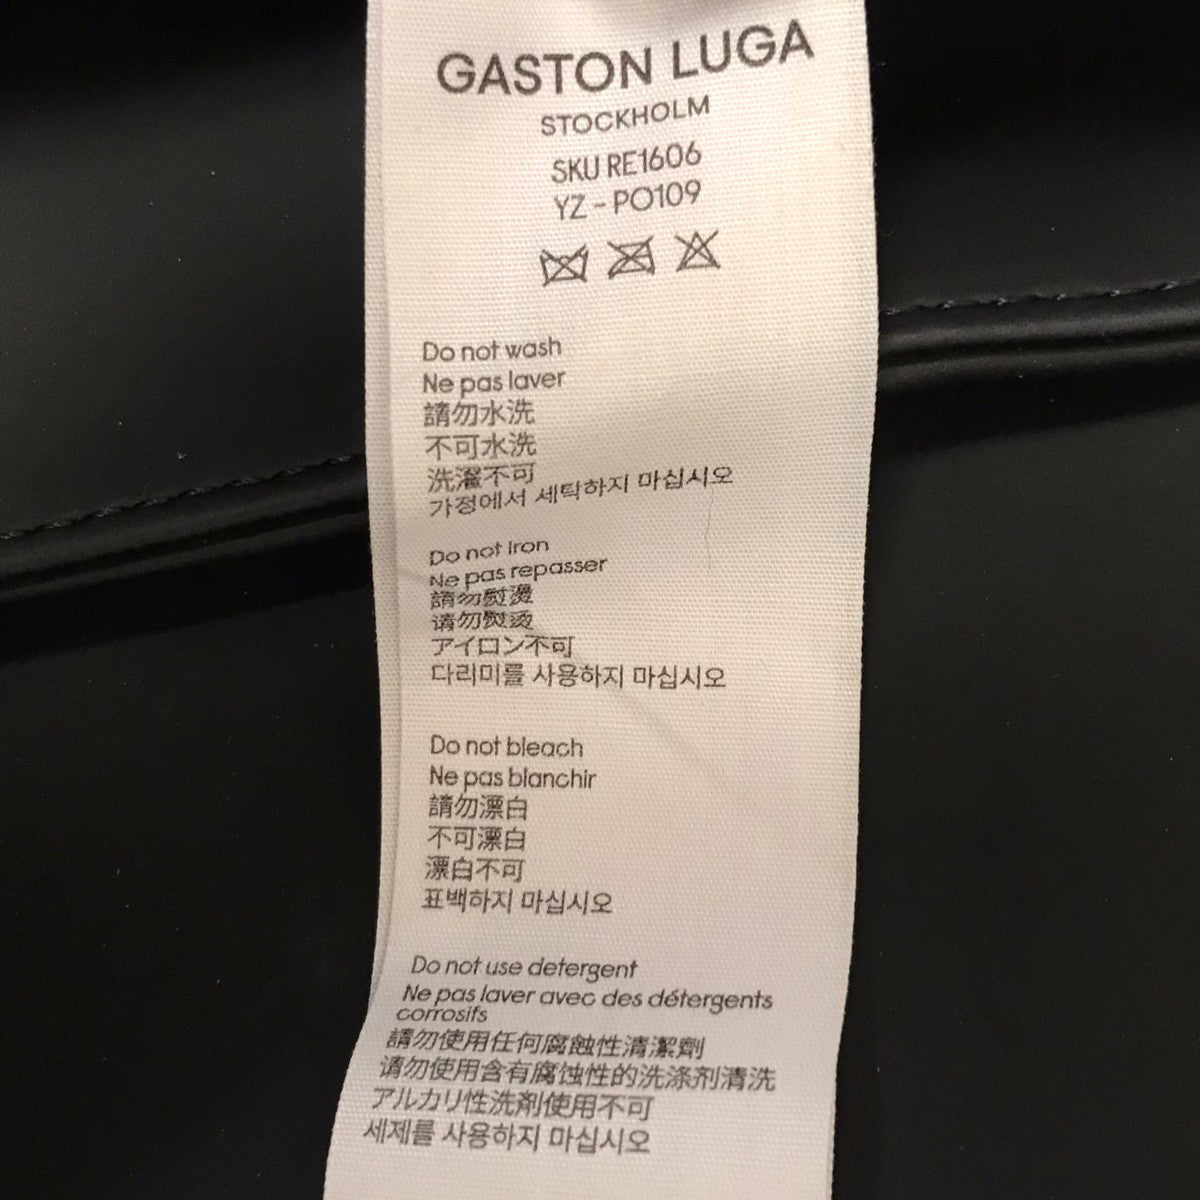 GASTON LUGA
STOCKHOLM
SKU RE1606
YZ - PO109
Do not wash
Ne pas laver
請勿水洗
不可水洗
洗濯不可
가정에서 세탁하지 마십시오
Do not Iron
Ne pas repasser
請勿熨燙
请勿熨烫
アイロン不可
다리미를 사용하지 마십시오
Do not bleach
Ne pas blanchir
請勿漂白
不可漂白
漂白不可
표백하지 마십시오
Do not use detergent
Ne pas laver avec des détergents
corrosifs
請勿使用任何腐蝕性清潔劑
请勿使用含有腐蚀性的洗涤剂清洗
アルカリ性洗剤使用不可
세제를 사용하지 마십시오